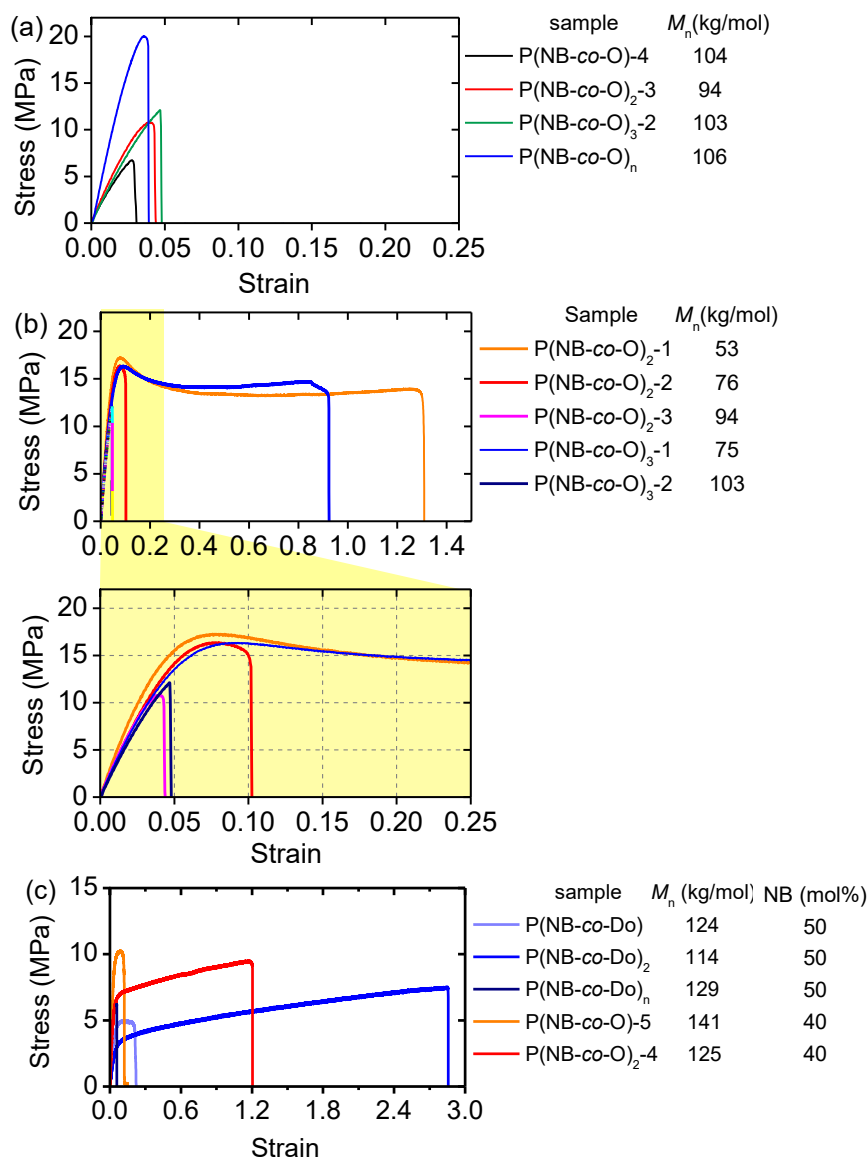 (a)
sample Mn(kg/mol)
P(NB-co-O)-4 104
P(NB-co-O)2-3 94
P(NB-co-O)3-2 103
P(NB-co-O)n 106
Stress (MPa)
20
15
10
5
0
0.00 0.05 0.10 0.15 0.20 0.25
Strain
(b)
Sample Mn(kg/mol)
P(NB-co-O)2-1 53
P(NB-co-O)2-2 76
P(NB-co-O)2-3 94
P(NB-co-O)3-1 75
P(NB-co-O)3-2 103
Stress (MPa)
20
15
10
5
0
0.0 0.2 0.4 0.6 0.8 1.0 1.2 1.4
Stress (MPa)
20
15
10
5
0
0.00 0.05 0.10 0.15 0.20 0.25
Strain
(c)
sample Mn (kg/mol) NB (mol%)
P(NB-co-Do) 124 50
P(NB-co-Do)2 114 50
P(NB-co-Do)n 129 50
P(NB-co-O)-5 141 40
P(NB-co-O)2-4 125 40
Stress (MPa)
15
10
5
0
0.0 0.6 1.2 1.8 2.4 3.0
Strain